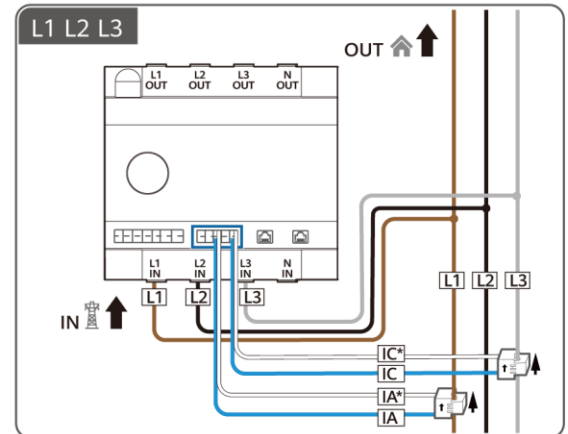 L1 L2 L3
OUT
L1 OUT
L2 OUT
L3 OUT
N OUT
L1 IN
L2 IN
L3 IN
N IN
L1
L2
L3
L1
L2
L3
IN
IC*
IC
IA*
IA